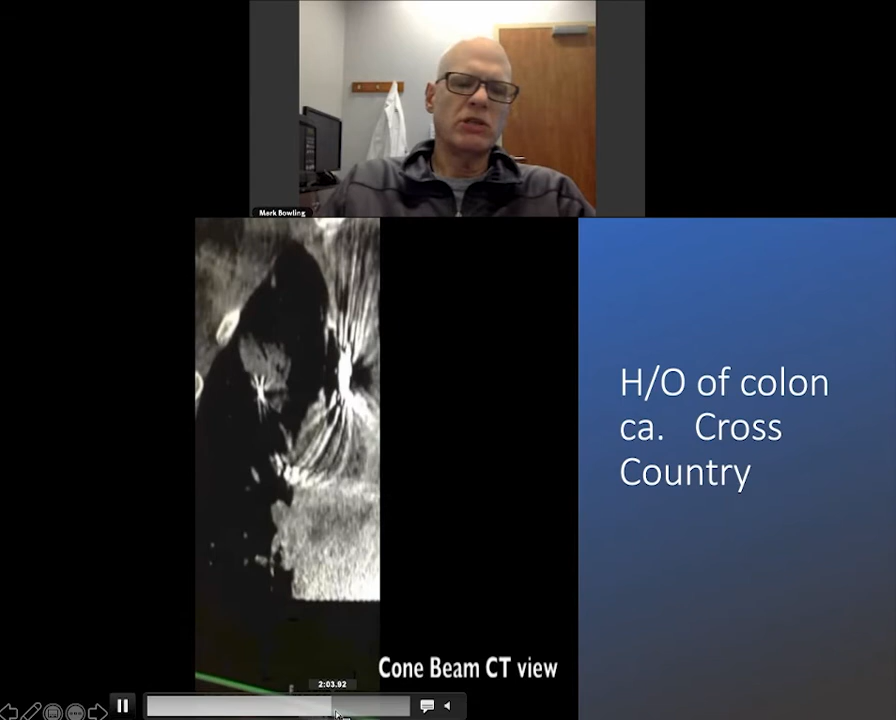 Mark Bowling
H/O of colon
ca. Cross
Country
Cone Beam CT view
2:03.92